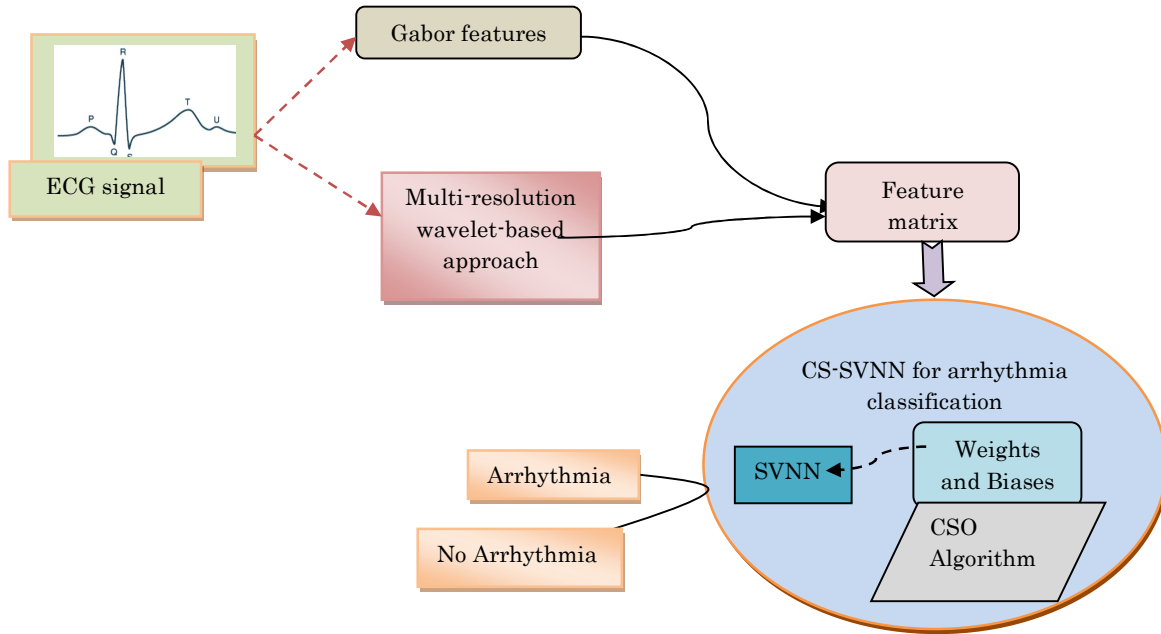 R
P
T
U
Q
S
ECG signal
Gabor features
Multi-resolution
wavelet-based
approach
Feature
matrix
CS-SVNN for arrhythmia
classification
SVNN
Weights
and Biases
CSO
Algorithm
Arrhythmia
No Arrhythmia